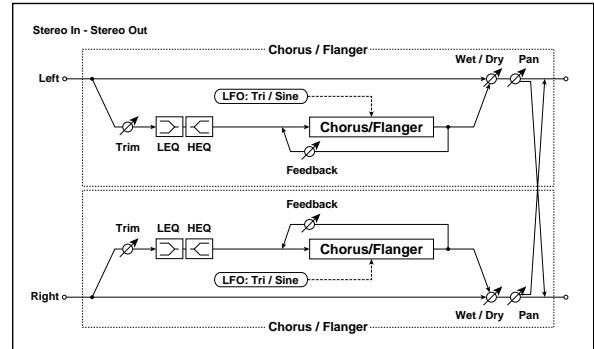 Stereo In - Stereo Out
Chorus / Flanger
Wet / Dry Pan
Left
LFO: Tri / Sine
Chorus/Flanger
Trim LEQ HEQ
Feedback
Feedback
Trim LEQ HEQ
Chorus/Flanger
LFO: Tri / Sine
Right
Wet / Dry Pan
Chorus / Flanger